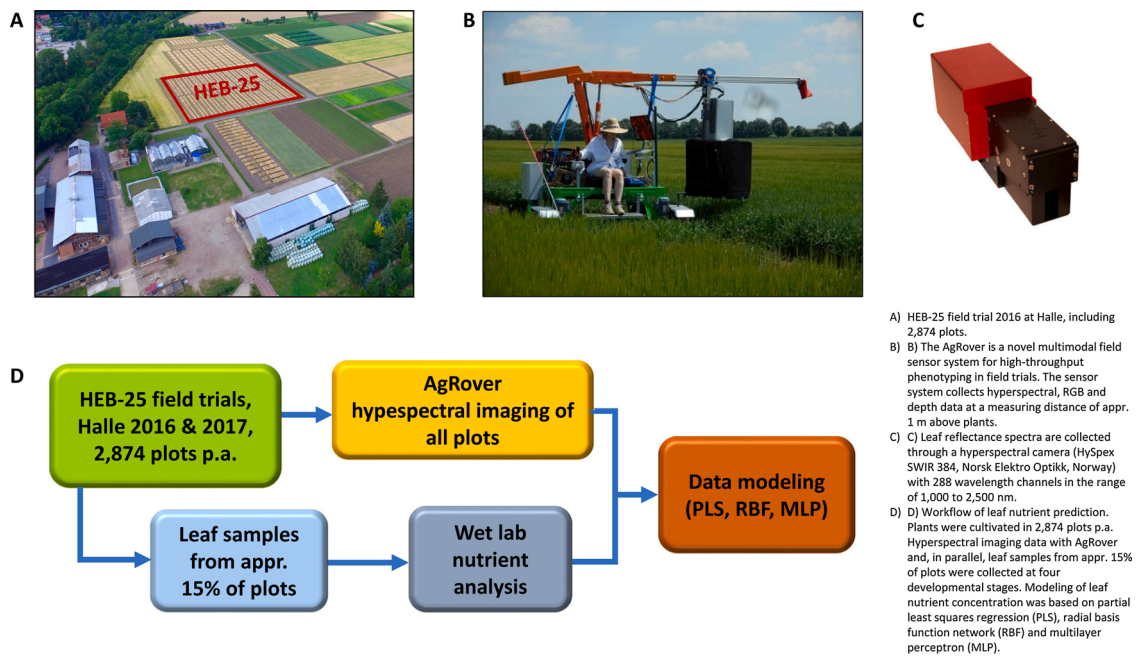 A
B
C
HEB-25
D
HEB-25 field trials,
Halle 2016 & 2017,
2,874 plots p.a.
AgRover
hypespectral imaging of
all plots
Leaf samples
from appr.
15% of plots
Wet lab
nutrient
analysis
Data modeling
(PLS, RBF, MLP)
A) HEB-25 field trial 2016 at Halle, including
2,874 plots.
B) B) The AgRover is a novel multimodal field
sensor system for high-throughput
phenotyping in field trials. The sensor
system collects hyperspectral, RGB and
depth data at a measuring distance of appr.
1 m above plants.
C) C) Leaf reflectance spectra are collected
through a hyperspectral camera (HySpex
SWIR 384, Norsk Elektro Optikk, Norway)
with 288 wavelength channels in the range
of 1,000 to 2,500 nm.
D) D) Workflow of leaf nutrient prediction.
Plants were cultivated in 2,874 plots p.a.
Hyperspectral imaging data with AgRover
and, in parallel, leaf samples from appr. 15%
of plots were collected at four
developmental stages. Modeling of leaf
nutrient concentration was based on partial
least squares regression (PLS), radial basis
function network (RBF) and multilayer
perceptron (MLP).